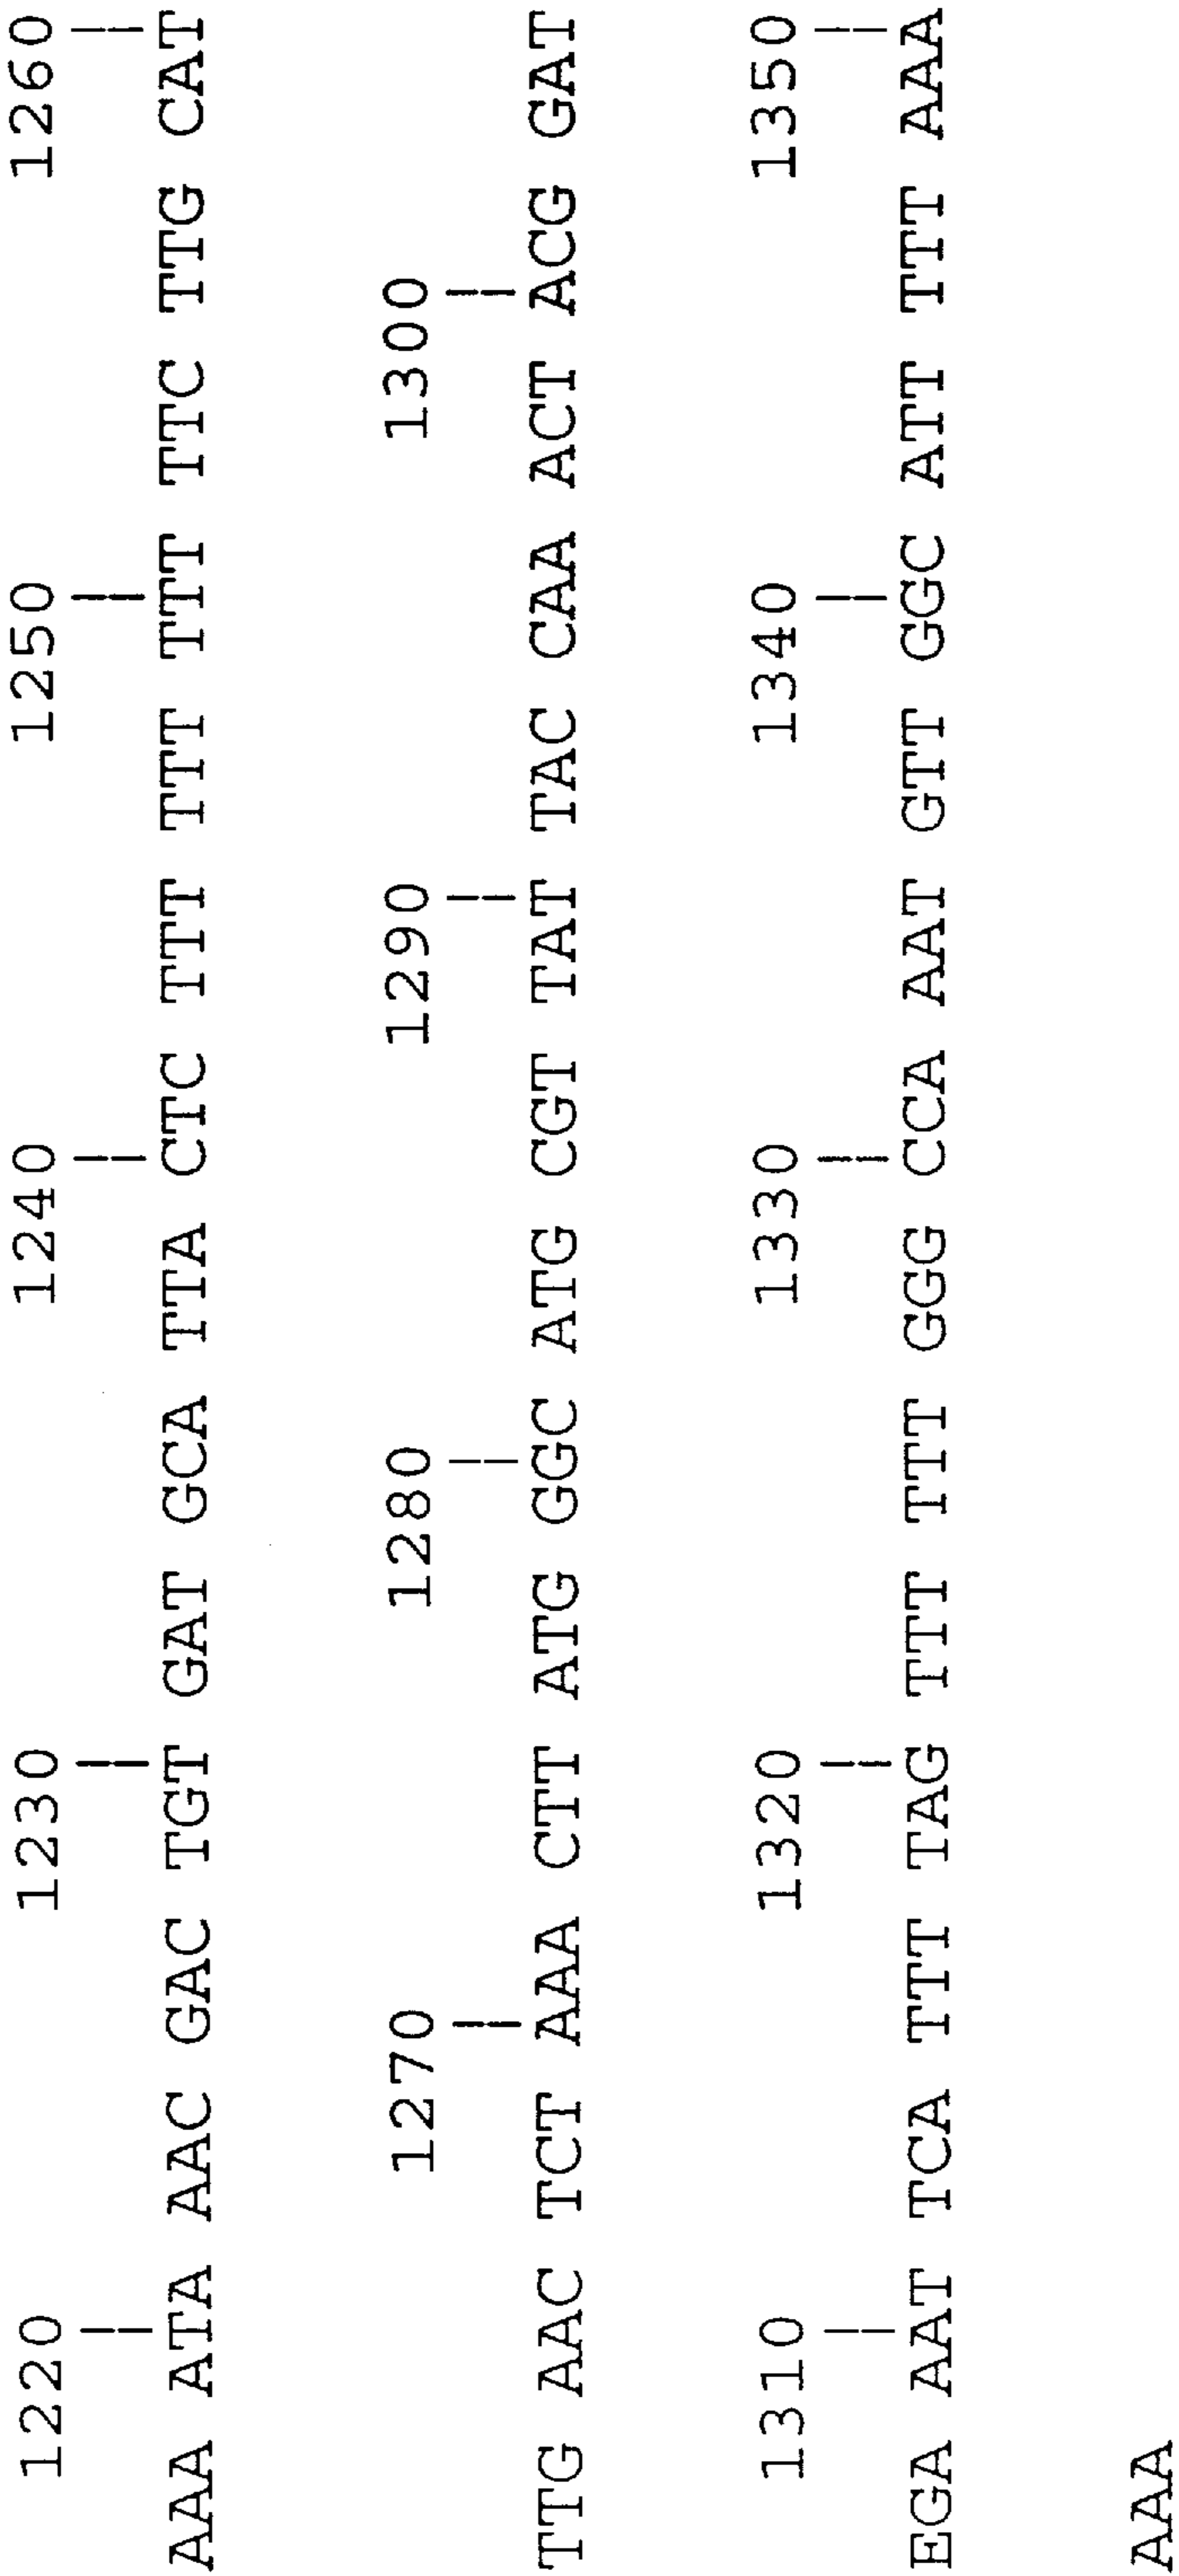 1220 1230 1240 1250 1260
AAA ATA AAC GAC TGT GAT GCA TTA CTC TTT TTT TTT TTC TTG CAT
1270 1280 1290 1300
TTG AAC TCT AAA CTT ATG GGC ATG CGT TAT TAC CAA ACT ACG GAT
1310 1320 1330 1340 1350
EGA AAT TCA TTT TAG TTT TTT GGG CCA AAT GTT GGC ATT TTT AAA
AAA